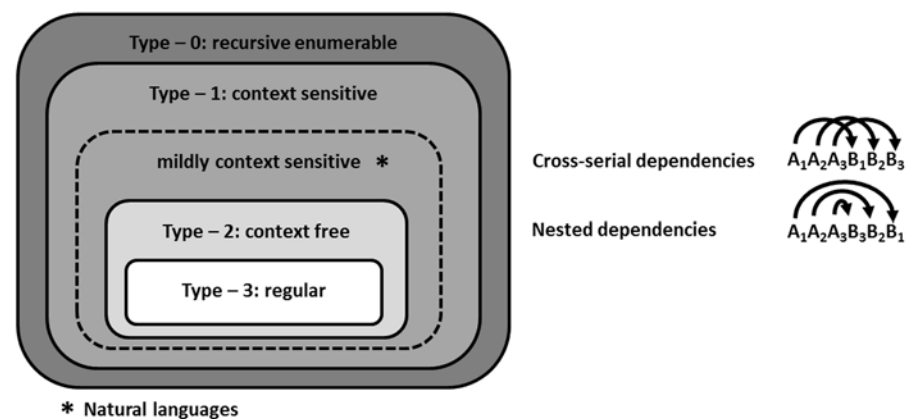 Type – 0: recursive enumerable
Type – 1: context sensitive
mildly context sensitive *
Cross-serial dependencies
A₁A₂A₃B₁B₂B₃
Type – 2: context free
Nested dependencies
A₁A₂A₃B₃B₂B₁
Type – 3: regular
* Natural languages